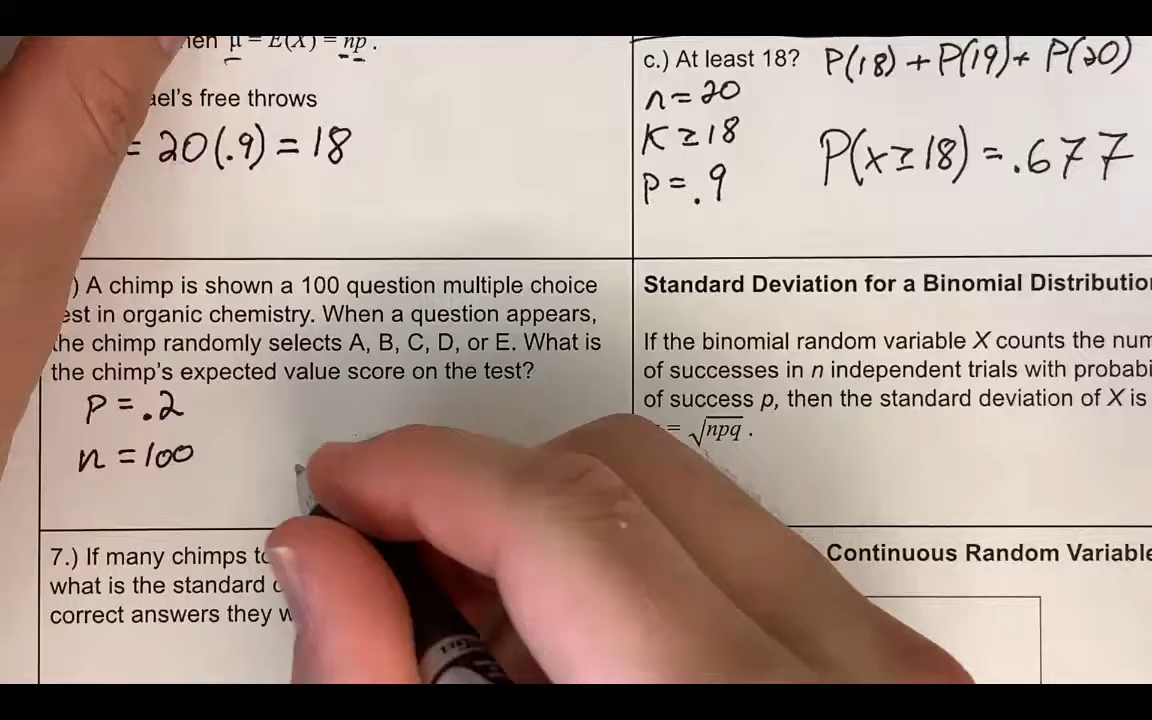 μ = E(X) = np .
ael's free throws
= 20(.9) = 18
c.) At least 18? P(18) + P(19) + P(20)
n = 20
K ≥ 18
P = .9
P(x ≥ 18) = .677
) A chimp is shown a 100 question multiple choice
est in organic chemistry. When a question appears,
the chimp randomly selects A, B, C, D, or E. What is
the chimp's expected value score on the test?
P = .2
n = 100
Standard Deviation for a Binomial Distributio
If the binomial random variable X counts the num
of successes in n independent trials with probabi
of success p, then the standard deviation of X is
= √npq .
7.) If many chimps to
what is the standard
correct answers they w
Continuous Random Variable